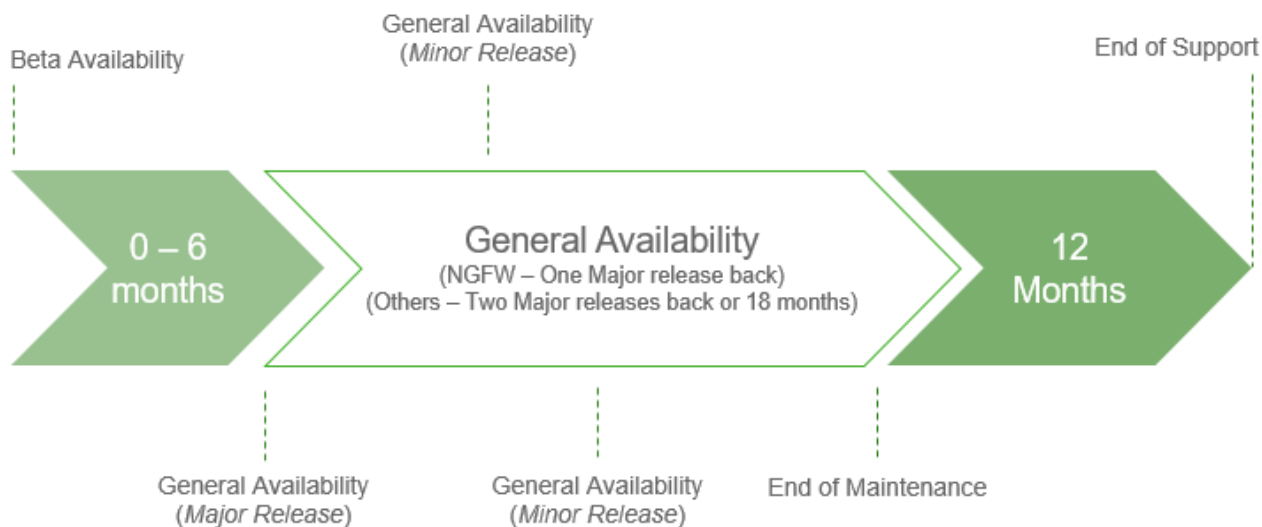 General Availability
(Minor Release)
Beta Availability
End of Support
0 – 6
months
General Availability
(NGFW – One Major release back)
(Others – Two Major releases back or 18 months)
12
Months
General Availability
(Major Release)
General Availability
(Minor Release)
End of Maintenance